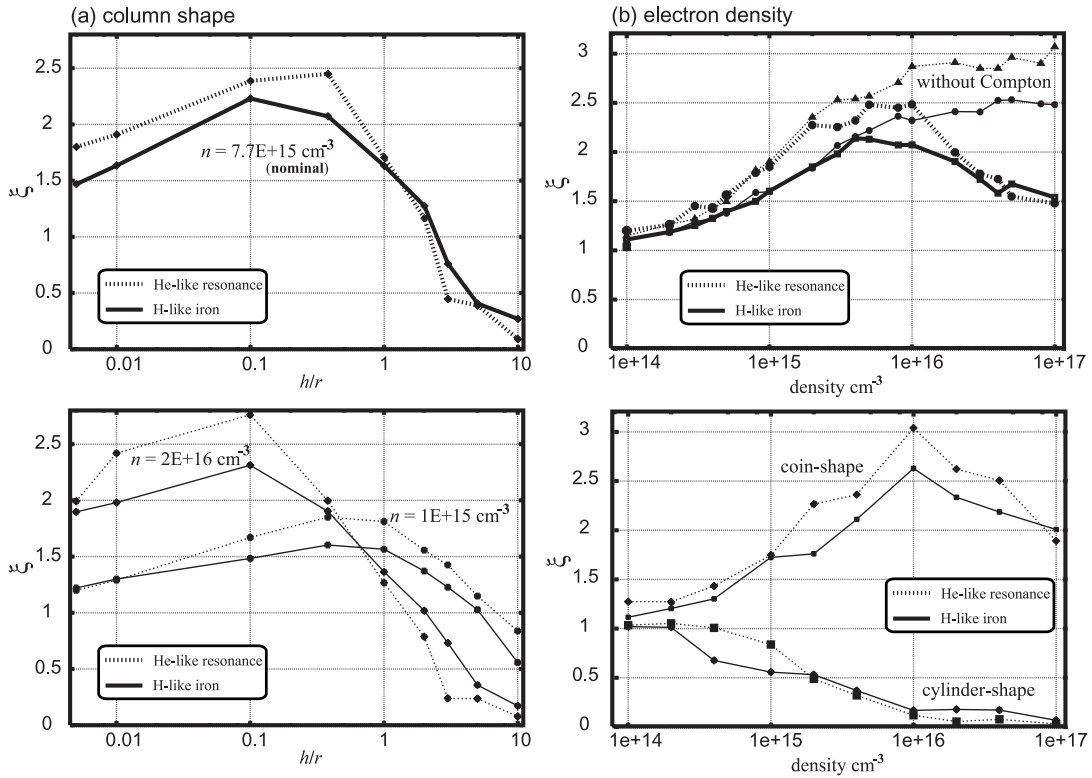 (a) column shape
2.5
2
1.5
1
0.5
0
ξ
n = 7.7E+15 cm-3
(nominal)
He-like resonance
H-like iron
0.01
0.1
1
10
h/r
(b) electron density
3
2.5
2
1.5
1
0.5
0
ξ
without Compton
He-like resonance
H-like iron
1e+14
1e+15
1e+16
1e+17
density cm-3
2.5
2
1.5
1
0.5
0
ξ
n = 2E+16 cm-3
n = 1E+15 cm-3
He-like resonance
H-like iron
0.01
0.1
1
10
h/r
3
2.5
2
1.5
1
0.5
0
ξ
coin-shape
He-like resonance
H-like iron
cylinder-shape
1e+14
1e+15
1e+16
1e+17
density cm-3